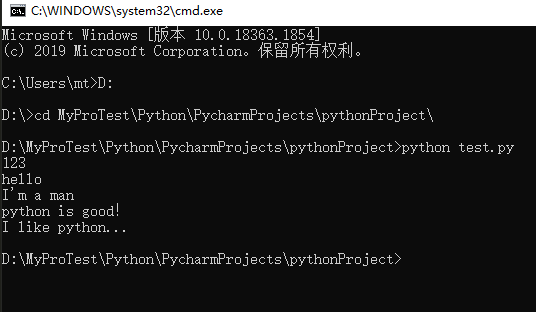 C:\WINDOWS\system32\cmd.exe
Microsoft Windows [版本 10.0.18363.1854]
(c) 2019 Microsoft Corporation。保留所有权利。
C:\Users\mt>D:
D:\>cd MyProTest\Python\PycharmProjects\pythonProject\
D:\MyProTest\Python\PycharmProjects\pythonProject>python test.py
123
hello
I'm a man
python is good!
I like python...
D:\MyProTest\Python\PycharmProjects\pythonProject>